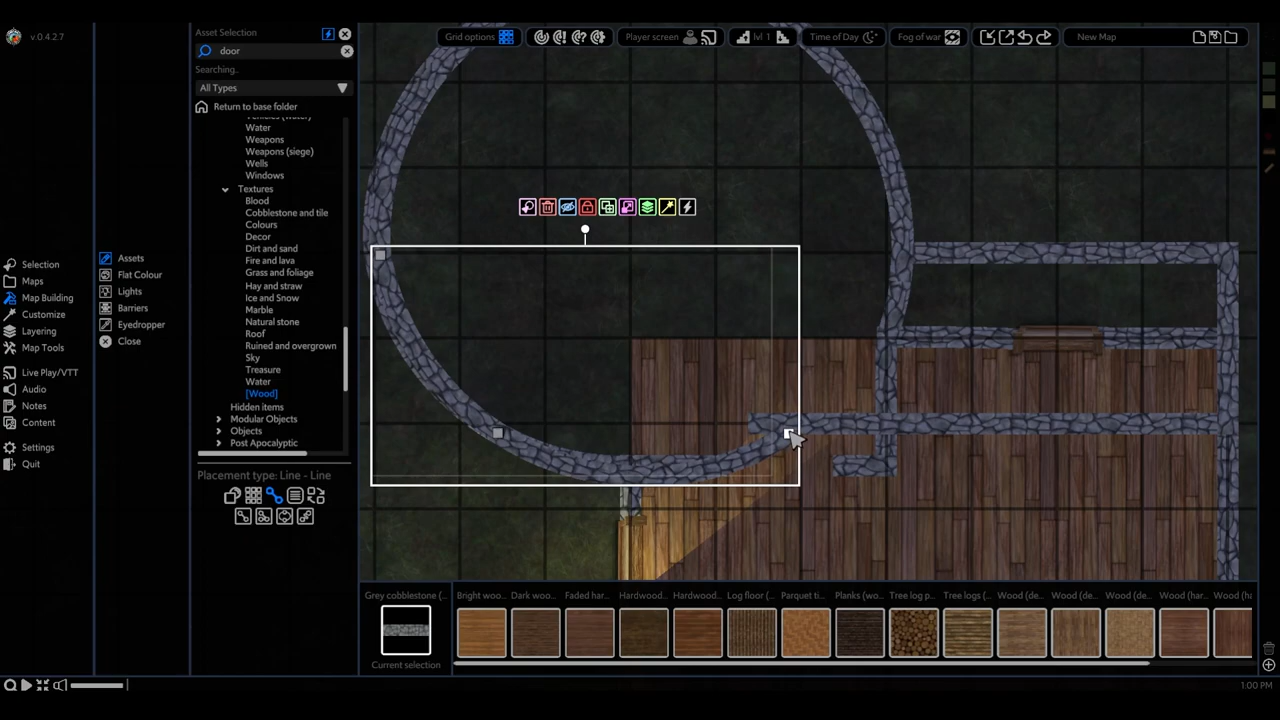 v.0.4.2.7
Asset Selection
door
Searching..
All Types
Return to base folder
Water
Weapons
Weapons (siege)
Wells
Windows
Textures
Blood
Cobblestone and tile
Colours
Decor
Dirt and sand
Fire and lava
Grass and foliage
Hay and straw
Ice and Snow
Marble
Natural stone
Roof
Ruined and overgrown
Sky
Treasure
Water
[Wood]
Hidden items
Modular Objects
Objects
Post Apocalyptic
Placement type: Line - Line
Selection
Maps
Map Building
Customize
Layering
Map Tools
Live Play/VTT
Audio
Notes
Content
Settings
Quit
Assets
Flat Colour
Lights
Barriers
Eyedropper
Close
Grid options
Player screen
lvl 1
Time of Day
Fog of war
New Map
Grey cobblestone (
Current selection
Bright woo...
Dark woo...
Faded har...
Hardwood...
Hardwood...
Log floor (...
Parquet ti...
Planks (wo...
Tree log p...
Tree logs (...
Wood (de...
Wood (de...
Wood (de...
Wood (har...
Wood (ha
1:00 PM